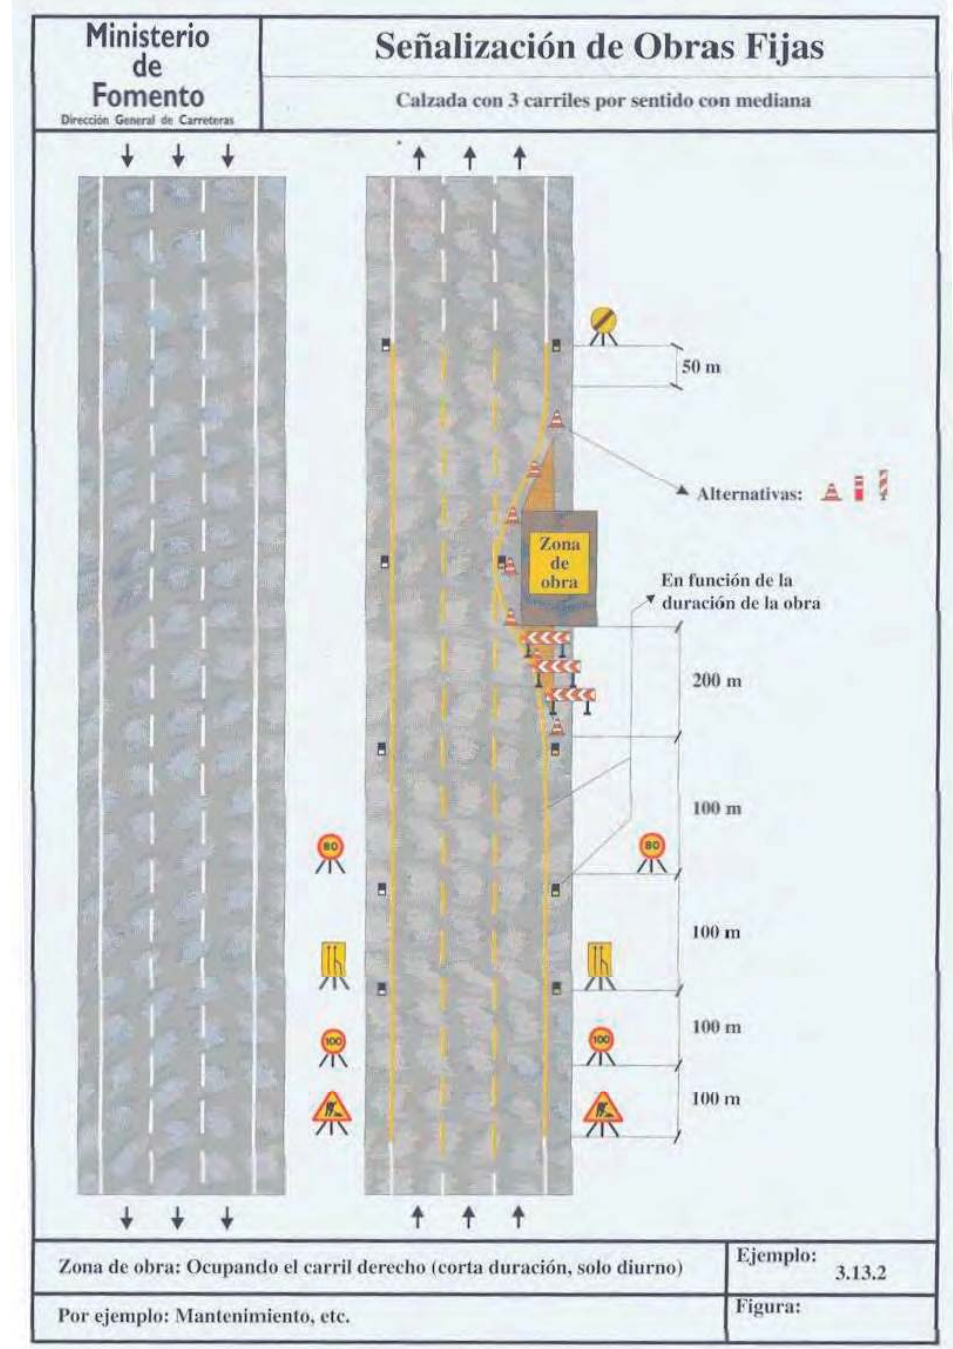 Ministerio
de
Fomento
Dirección General de Carreteras
Señalización de Obras Fijas
Calzada con 3 carriles por sentido con mediana
50 m
Alternativas:
Zona
de
obra
En función de la
duración de la obra
200 m
100 m
80
80
100 m
100 m
100
100
100 m
Zona de obra: Ocupando el carril derecho (corta duración, solo diurno)
Ejemplo:
3.13.2
Por ejemplo: Mantenimiento, etc.
Figura: